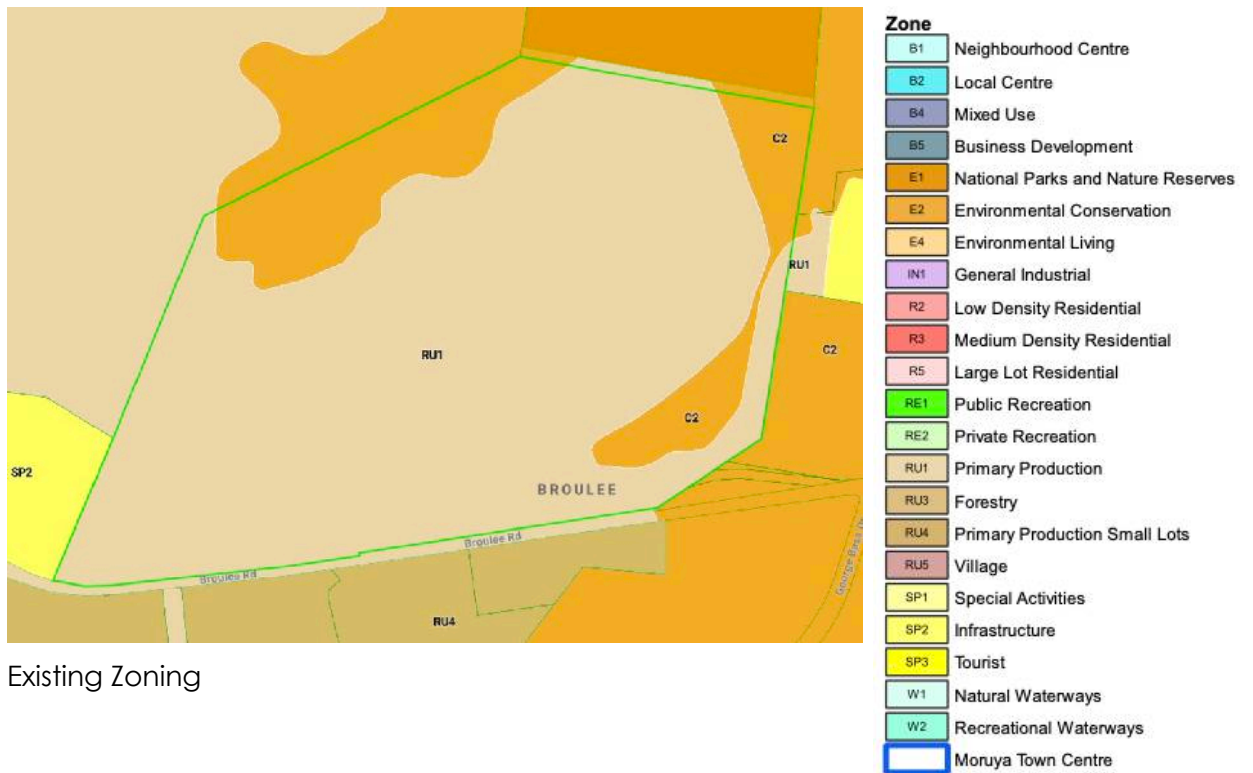 C2
RU1
C2
RU1
C2
SP2
BROULEE
Broulee Rd
Broulee Rd
RU4
Existing Zoning
Zone
B1 Neighbourhood Centre
B2 Local Centre
B4 Mixed Use
B5 Business Development
E1 National Parks and Nature Reserves
E2 Environmental Conservation
E4 Environmental Living
IN1 General Industrial
R2 Low Density Residential
R3 Medium Density Residential
R5 Large Lot Residential
RE1 Public Recreation
RE2 Private Recreation
RU1 Primary Production
RU3 Forestry
RU4 Primary Production Small Lots
RU5 Village
SP1 Special Activities
SP2 Infrastructure
SP3 Tourist
W1 Natural Waterways
W2 Recreational Waterways
Moruya Town Centre
George Bass